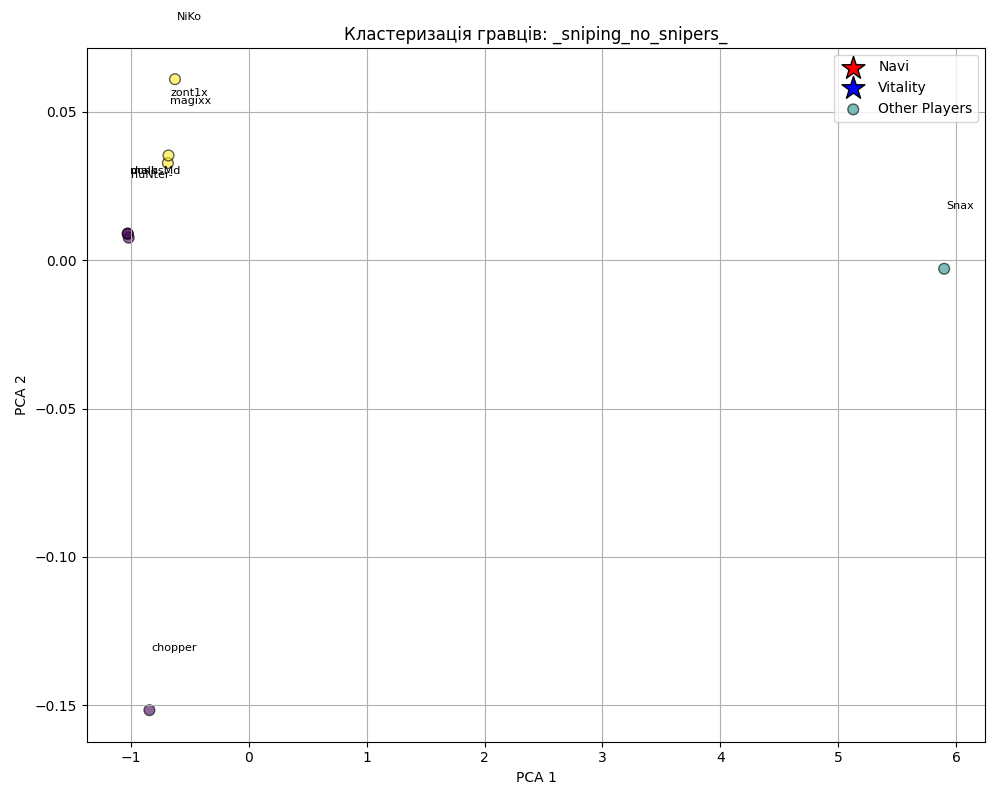 NiKo
Кластеризація гравців: _sniping_no_snipers_
Navi
Vitality
Other Players
zont1x
magixx
huNter-
Snax
chopper
0.05
0.00
−0.05
−0.10
−0.15
PCA 2
−1
0
1
2
3
4
5
6
PCA 1